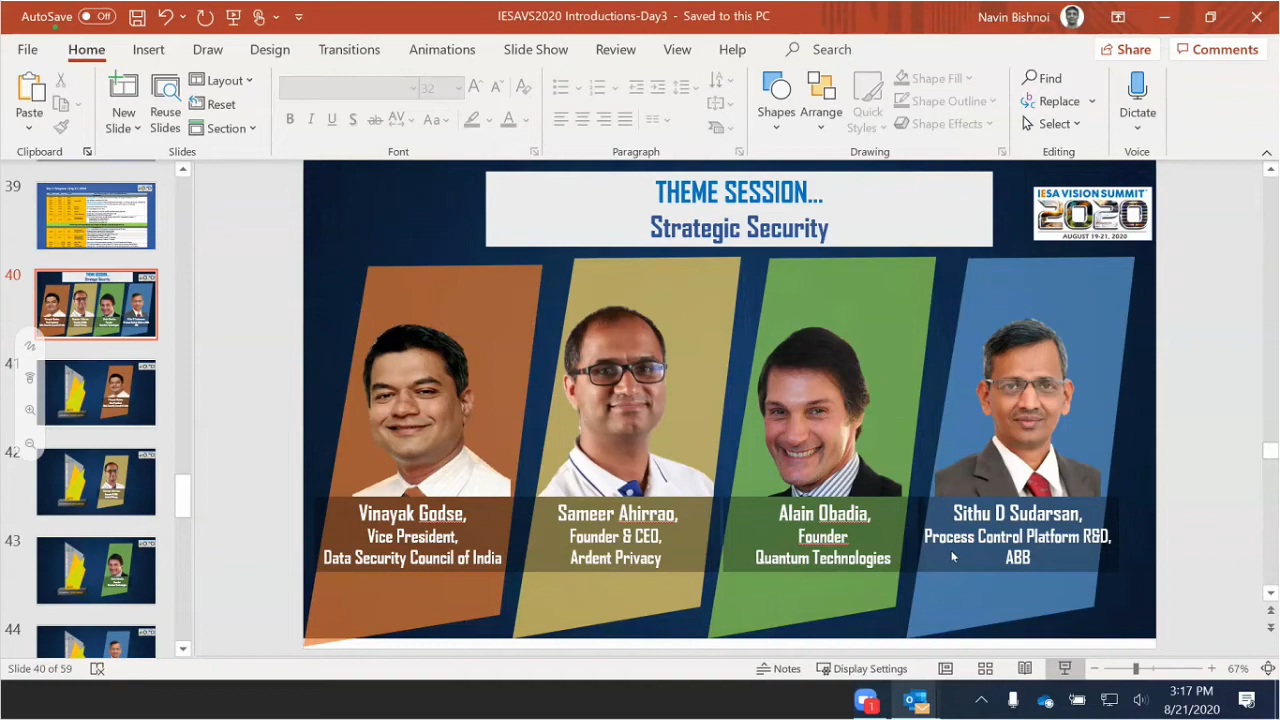 AutoSave Off
IESAVS2020 Introductions-Day3 - Saved to this PC
Navin Bishnoi
File Home Insert Draw Design Transitions Animations Slide Show Review View Help Search
Share Comments
Paste
Clipboard
New
Slides
Reuse
Slides
Layout
Reset
Section
Slides
32
Font
Paragraph
Shapes
Arrange
Quick
Styles
Shape Fill
Shape Outline
Shape Effects
Drawing
Find
Replace
Select
Editing
Dictate
Voice
39
40
41
42
43
44
THEME SESSION...
Strategic Security
IESA VISION SUMMIT
2020
AUGUST 19-21, 2020
Vinayak Godse,
Vice President,
Data Security Council of India
Sameer Ahirrao,
Founder & CEO,
Ardent Privacy
Alain Obadia,
Founder
Quantum Technologies
Sithu D Sudarsan,
Process Control Platform R&D,
ABB
Slide 40 of 59
Notes
Display Settings
67%
1
3:17 PM
8/21/2020